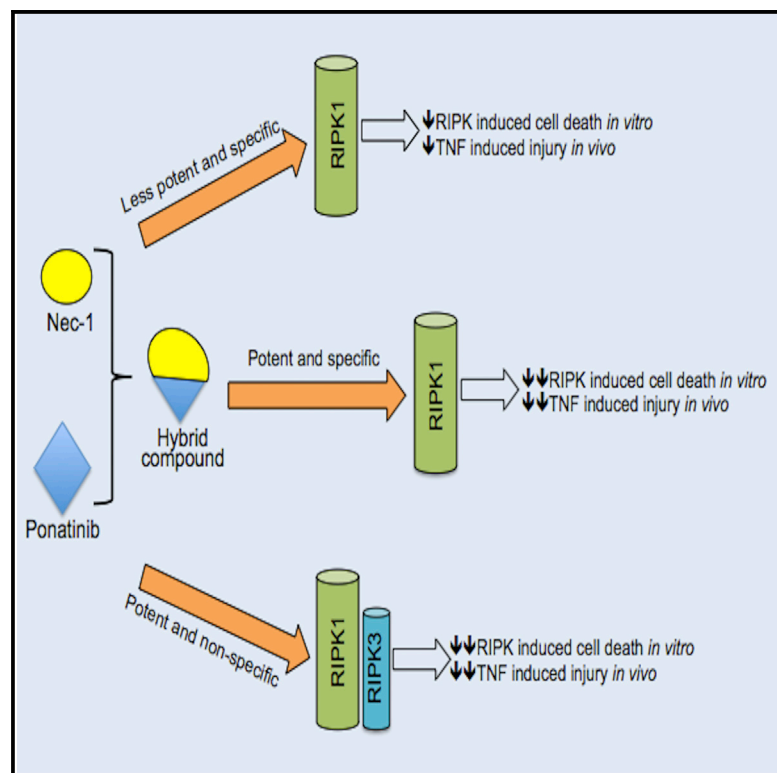 Less potent and specific
RIPK1
🡻RIPK induced cell death in vitro
🡻TNF induced injury in vivo
Nec-1
Ponatinib
Hybrid
compound
Potent and specific
RIPK1
🡻🡻RIPK induced cell death in vitro
🡻🡻TNF induced injury in vivo
Potent and non-specific
RIPK1
RIPK3
🡻🡻RIPK induced cell death in vitro
🡻🡻TNF induced injury in vivo